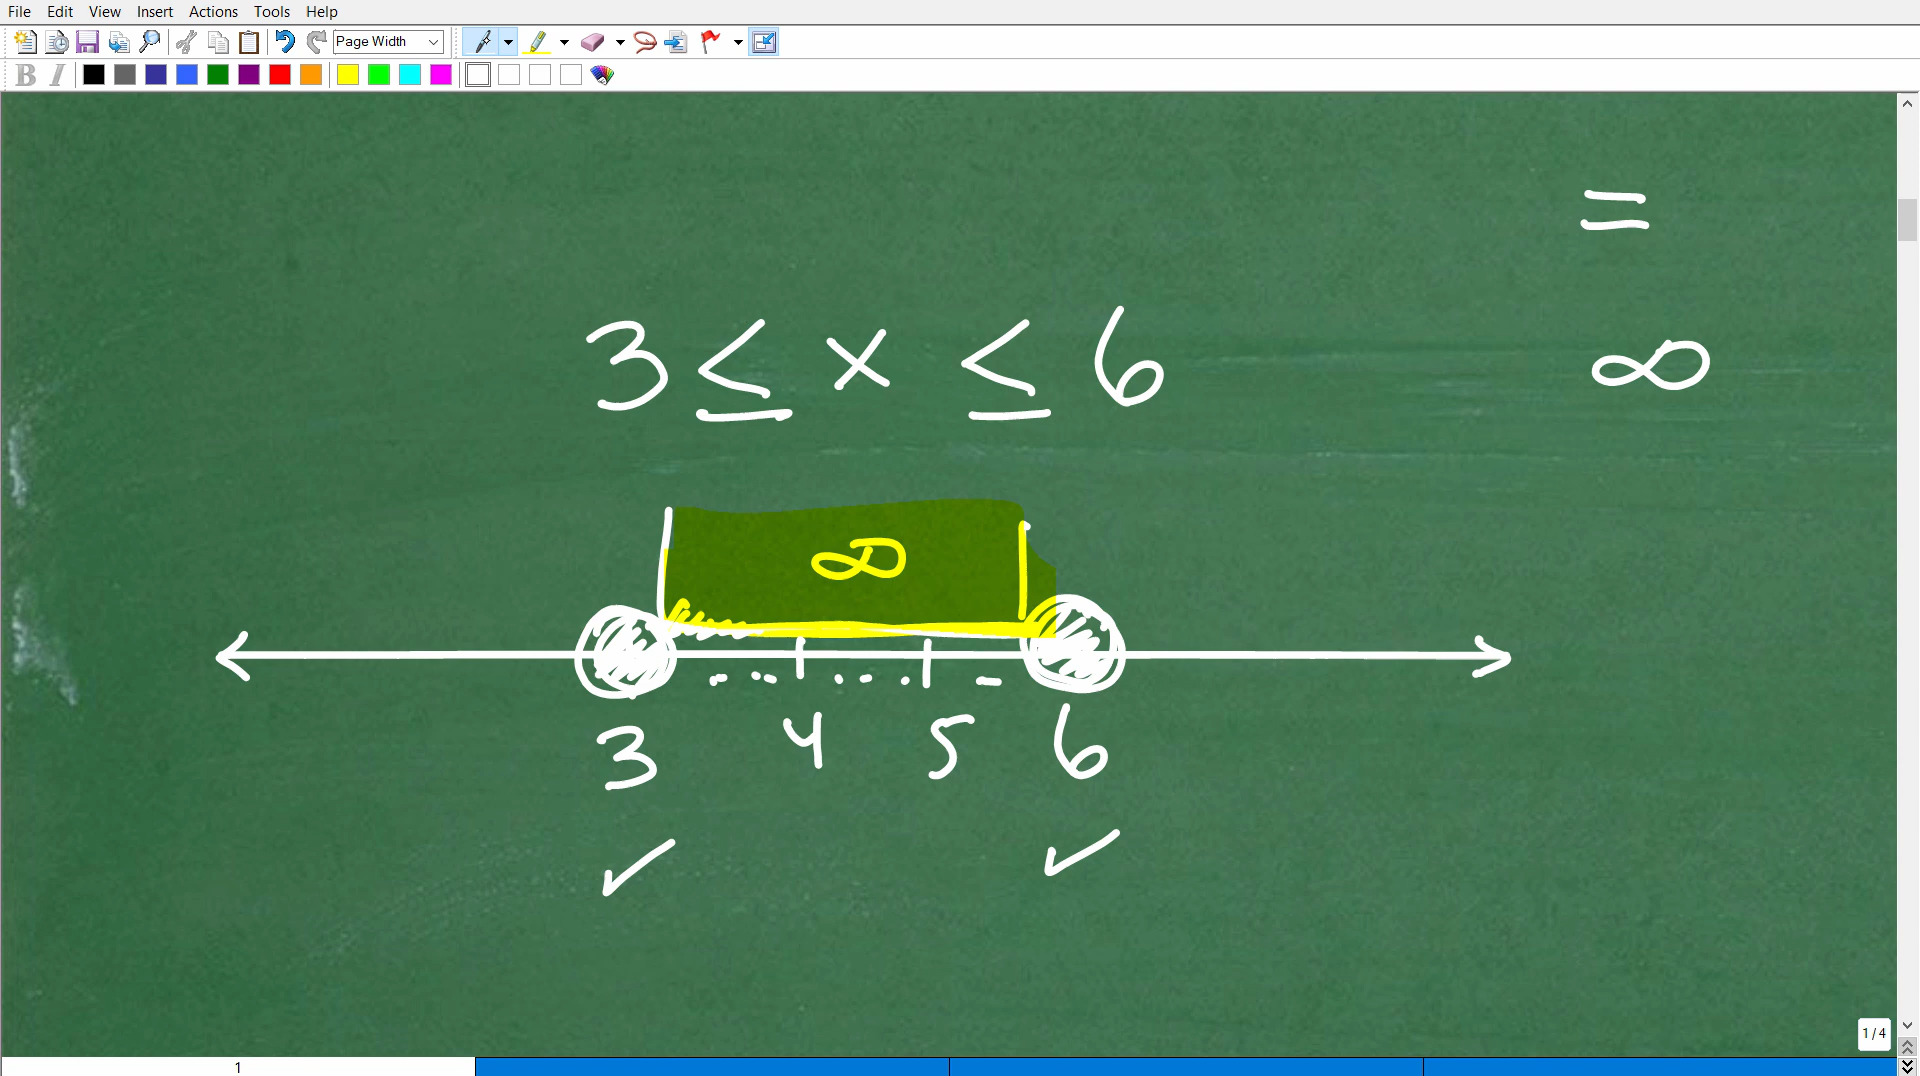 File Edit View Insert Actions Tools Help
Page Width
B I
=
3 ≤ x ≤ 6
∞
∞
3 4 5 6
✓ ✓
1 / 4
1